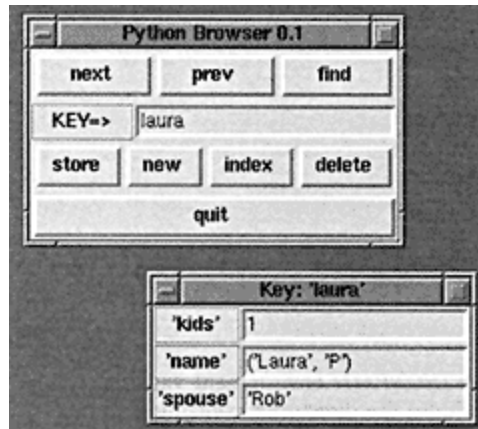 Python Browser 0.1
next prev find
KEY=> laura
store new index delete
quit
Key: 'laura'
'kids' 1
'name' ('Laura', 'P')
'spouse' 'Rob'